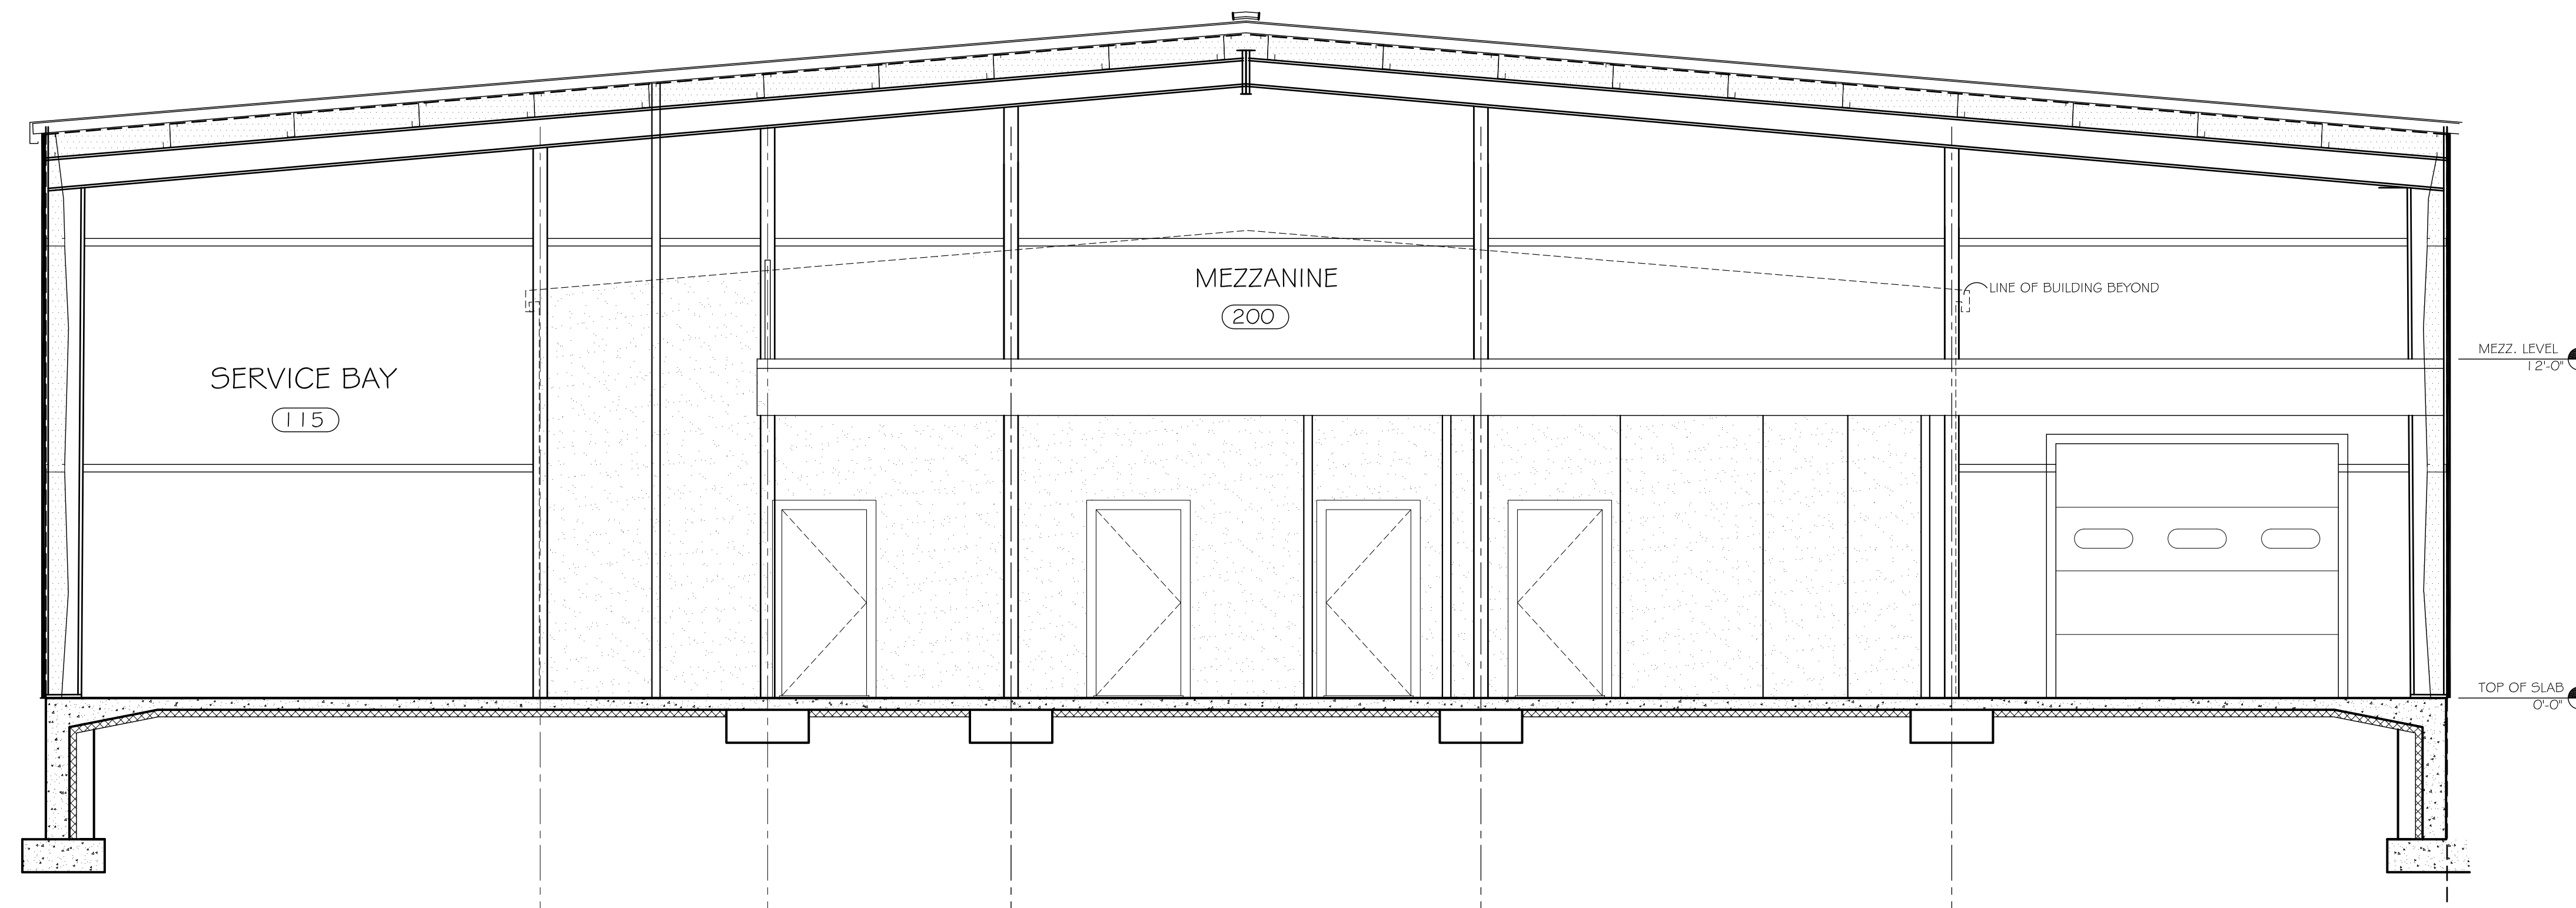 MEZZANINE
200
LINE OF BUILDING BEYOND
SERVICE BAY
115
MEZZ. LEVEL
12'-0"
TOP OF SLAB
0'-0"